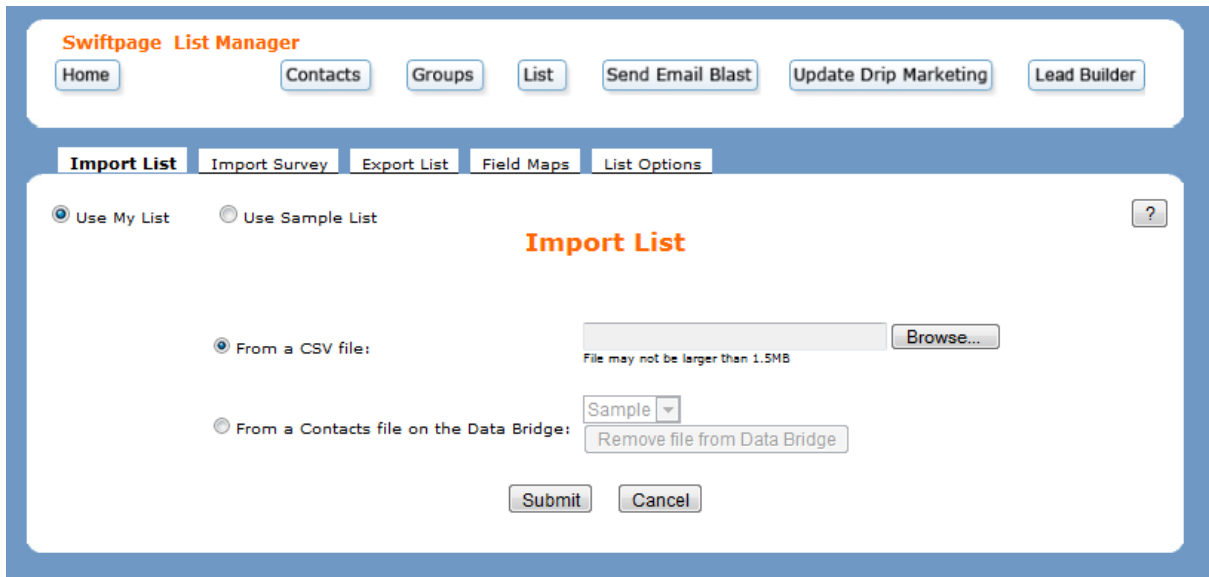 Swiftpage List Manager
Home Contacts Groups List Send Email Blast Update Drip Marketing Lead Builder
Import List Import Survey Export List Field Maps List Options
Use My List Use Sample List ?
Import List
From a CSV file: Browse...
File may not be larger than 1.5MB
Sample
From a Contacts file on the Data Bridge:
Remove file from Data Bridge
Submit Cancel